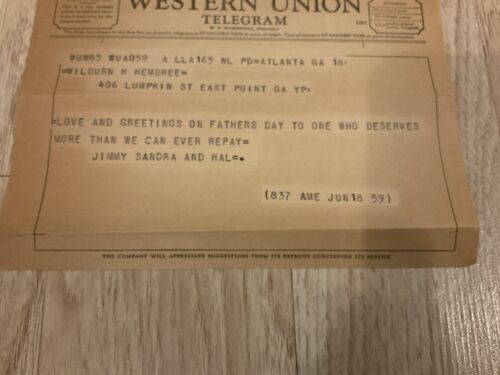 WESTERN UNION
TELEGRAM
W. P. MARSHALL, PRESIDENT
WUW85 WUA059 A LLA165 NL PD=ATLANTA GA 18=
=WILBURN H HEMBREE=
406 LUMPKIN ST EAST POINT GA YP=
=LOVE AND GREETINGS ON FATHERS DAY TO ONE WHO DESERVES
MORE THAN WE CAN EVER REPAY=
JIMMY SANDRA AND HAL=.
(837 AME JUN18 59)
THE COMPANY WILL APPRECIATE SUGGESTIONS FROM ITS PATRONS CONCERNING ITS SERVICE